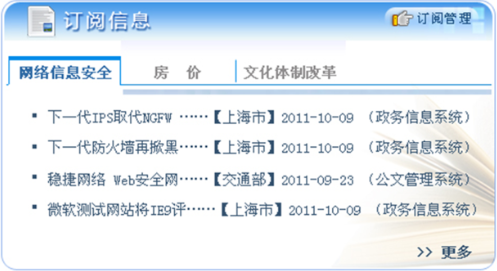 订阅信息 订阅管理
网络信息安全 房 价 文化体制改革
下一代IPS取代NGFW ……【上海市】2011-10-09 (政务信息系统)
下一代防火墙再掀黑……【上海市】2011-10-09 (政务信息系统)
稳捷网络 Web安全网……【交通部】2011-09-23 (公文管理系统)
微软测试网站将IE9评……【上海市】2011-10-09 (政务信息系统)
>> 更多